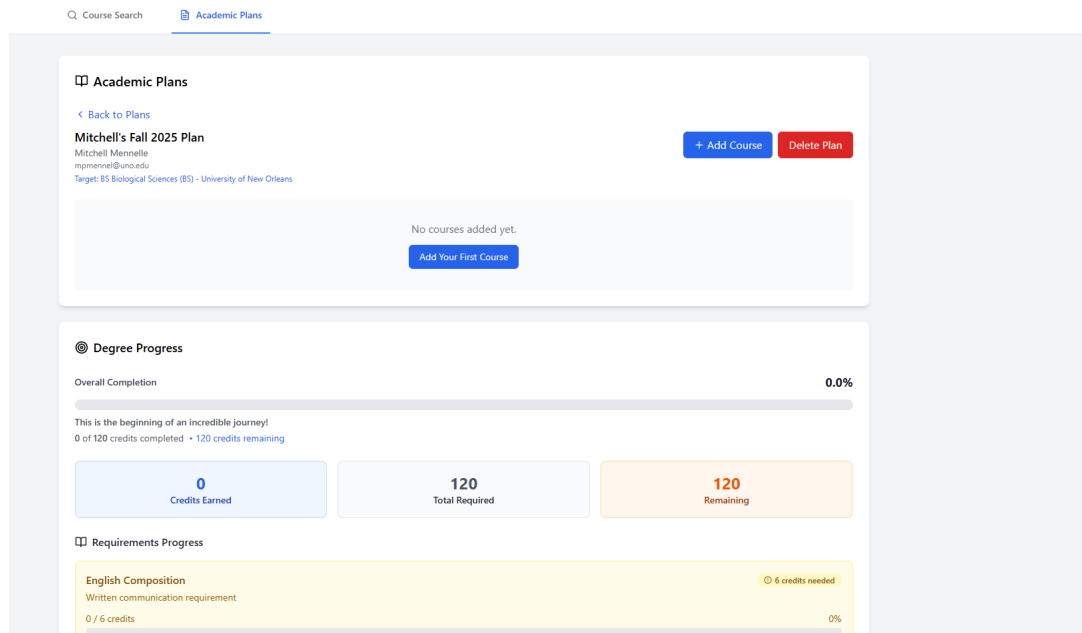 Course Search
Academic Plans
Academic Plans
Back to Plans
Mitchell's Fall 2025 Plan
Mitchell Mennelle
mpmennel@uno.edu
Target: BS Biological Sciences (BS) - University of New Orleans
+ Add Course
Delete Plan
No courses added yet.
Add Your First Course
Degree Progress
Overall Completion
0.0%
This is the beginning of an incredible journey!
0 of 120 credits completed • 120 credits remaining
0
Credits Earned
120
Total Required
120
Remaining
Requirements Progress
English Composition
6 credits needed
Written communication requirement
0 / 6 credits
0%